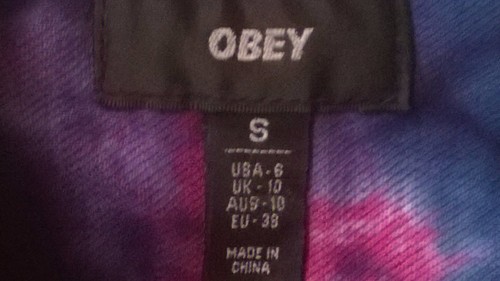 OBEY
S
USA - 6
UK - 10
AUS - 10
EU - 38
MADE IN
CHINA